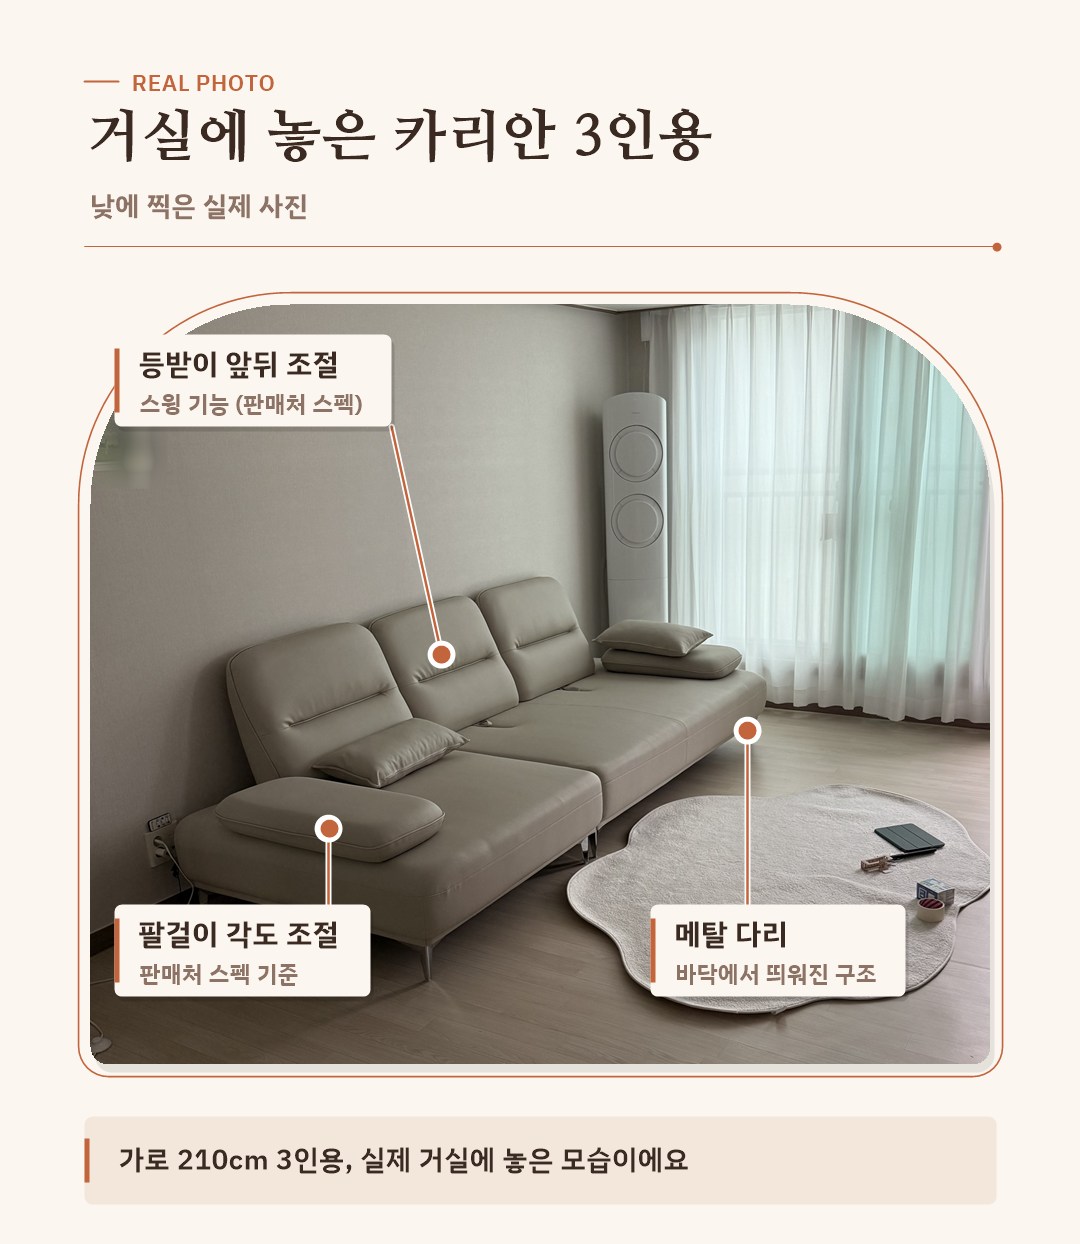 REAL PHOTO
거실에 놓은 카리안 3인용
낮에 찍은 실제 사진
등받이 앞뒤 조절
스윙 기능 (판매처 스펙)
팔걸이 각도 조절
판매처 스펙 기준
메탈 다리
바닥에서 띄워진 구조
가로 210cm 3인용, 실제 거실에 놓은 모습이에요